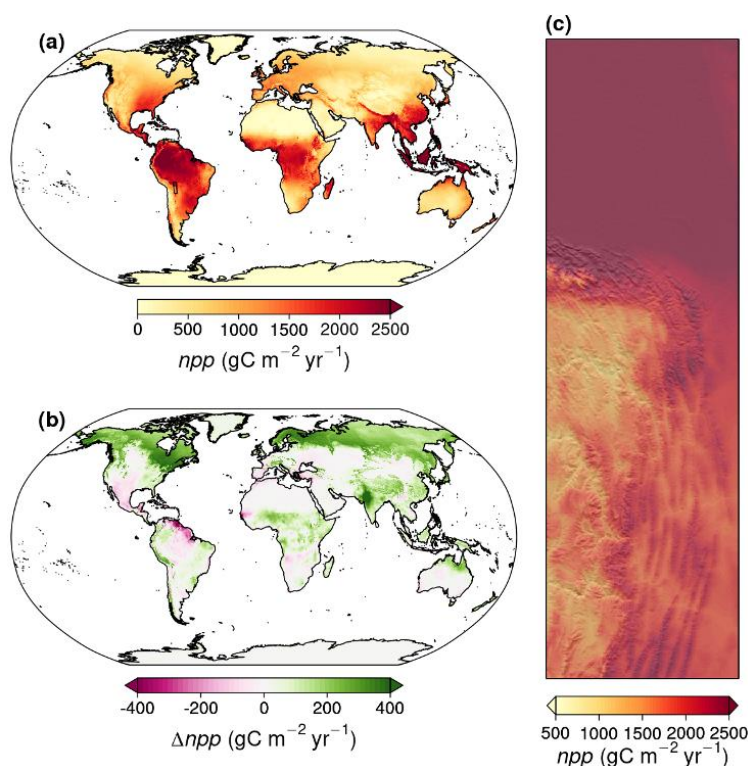 (a)
0 500 1000 1500 2000 2500
npp (gC m⁻² yr⁻¹)
(b)
-400 -200 0 200 400
Δnpp (gC m⁻² yr⁻¹)
(c)
500 1000 1500 2000 2500
npp (gC m⁻² yr⁻¹)